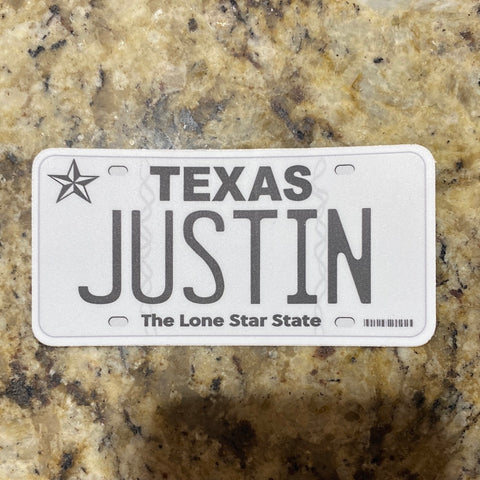 TEXAS
JUSTIN
The Lone Star State